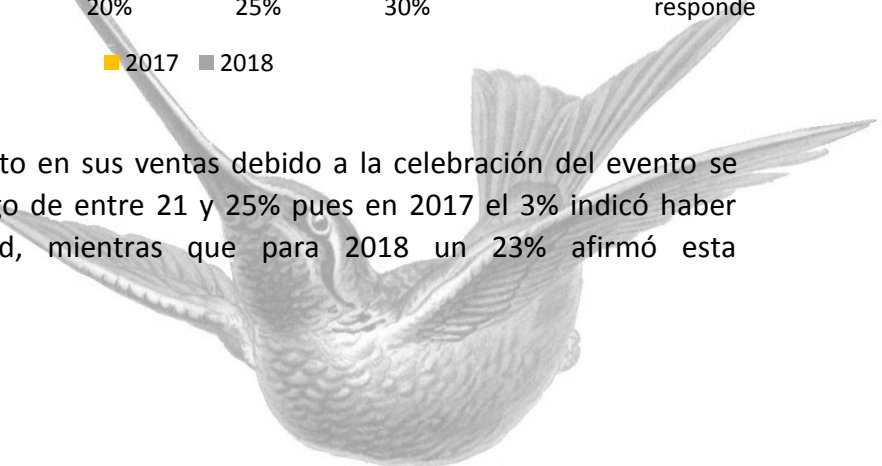 20% 25% 30% responde
2017 2018
to en sus ventas debido a la celebración del evento se
go de entre 21 y 25% pues en 2017 el 3% indicó haber
d, mientras que para 2018 un 23% afirmó esta